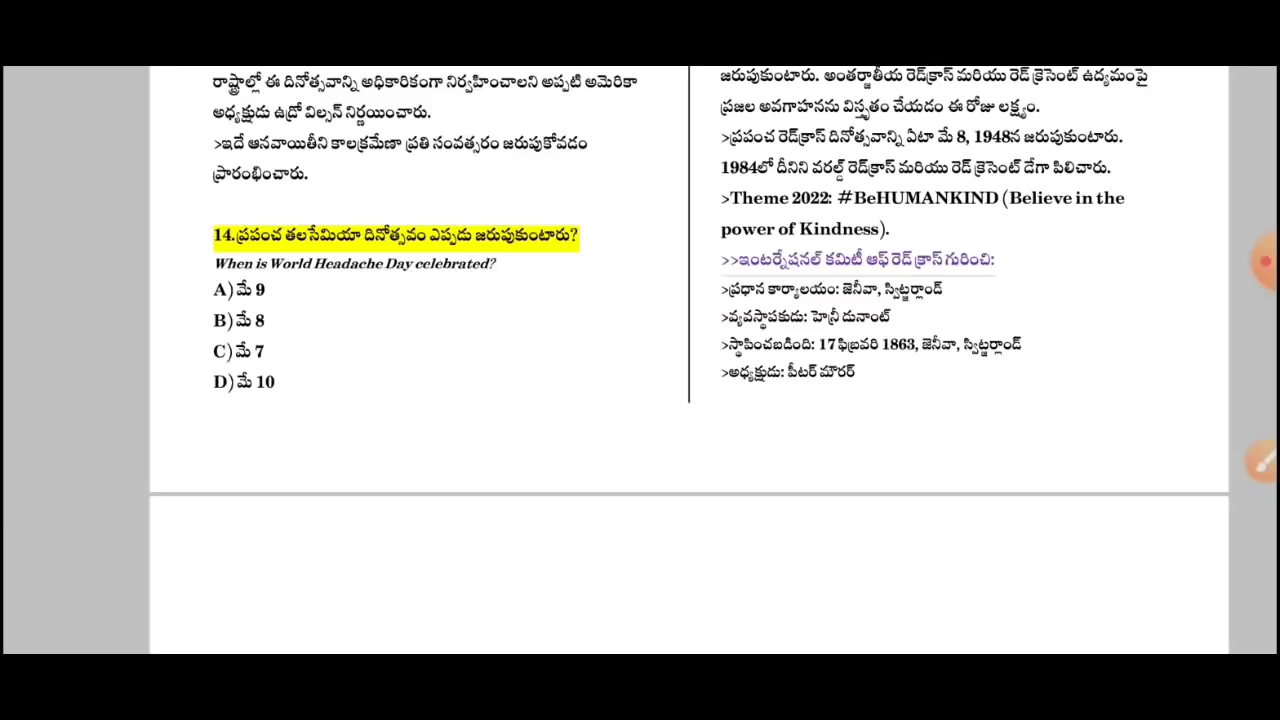 రాష్ట్రాల్లో ఈ దినోత్సవాన్ని అధికారికంగా నిర్వహించాలని అప్పటి అమెరికా
అధ్యక్షుడు ఉడ్రో విల్సన్ నిర్ణయించారు.
>ఇదే ఆనవాయితీని కాలక్రమేణా ప్రతి సంవత్సరం జరుపుకోవడం
ప్రారంభించారు.
14.ప్రపంచ తలసేమియా దినోత్సవం ఎప్పడు జరుపుకుంటారు?
When is World Headache Day celebrated?
A)మే 9
B)మే 8
C)మే 7
D)మే 10
జరుపుకుంటారు. అంతర్జాతీయ రెడ్‌క్రాస్ మరియు రెడ్ క్రెసెంట్ ఉద్యమంపై
ప్రజల అవగాహనను విస్తృతం చేయడం ఈ రోజు లక్ష్యం.
>ప్రపంచ రెడ్‌క్రాస్ దినోత్సవాన్ని ఏటా మే 8, 1948న జరుపుకుంటారు.
1984లో దీనిని వరల్డ్ రెడ్‌క్రాస్ మరియు రెడ్ క్రెసెంట్ డేగా పిలిచారు.
>Theme 2022: #BeHUMANKIND (Believe in the
power of Kindness).
>>ఇంటర్నేషనల్ కమిటీ ఆఫ్ రెడ్ క్రాస్ గురించి:
>ప్రధాన కార్యాలయం: జెనీవా, స్విట్జర్లాండ్
>వ్యవస్థాపకుడు: హెన్రీ డునాంట్
>స్థాపించబడింది: 17 ఫిబ్రవరి 1863, జెనీవా, స్విట్జర్లాండ్
>అధ్యక్షుడు: పీటర్ మౌరర్